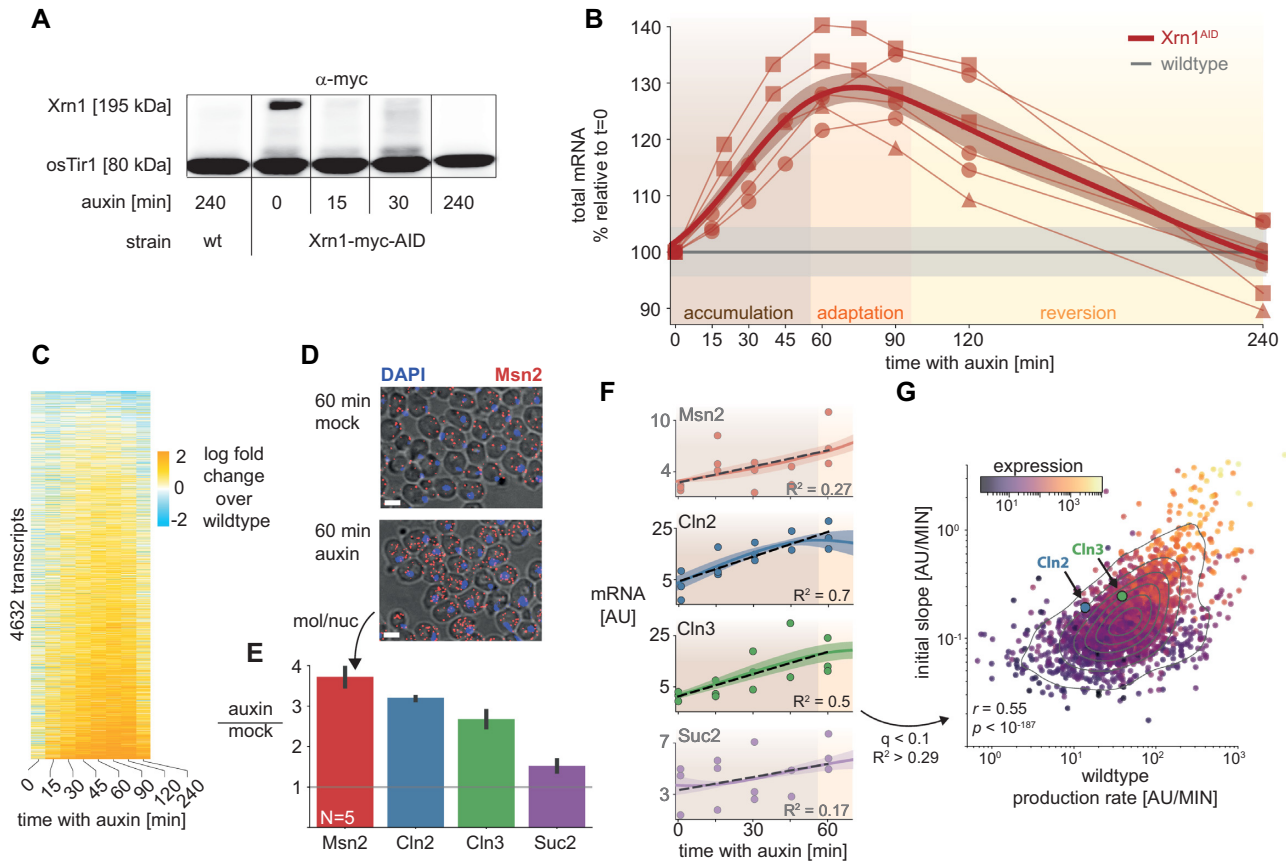 A
α-myc
Xrn1 [195 kDa]
osTir1 [80 kDa]
auxin [min] 240 0 15 30 240
strain wt Xrn1-myc-AID
B
140
130
120
110
100
90
total mRNA
% relative to t=0
Xrn1AID
wildtype
accumulation adaptation reversion
0 15 30 45 60 90 120 240
time with auxin [min]
C
4632 transcripts
2
0
-2
log fold
change
over
wildtype
0 15 30 45 60 90 120 240
time with auxin [min]
D
DAPI Msn2
60 min
mock
60 min
auxin
mol/nuc
E
auxin
mock
4
3
2
1
0
N=5
Msn2 Cln2 Cln3 Suc2
F
mRNA
[AU]
10
4
Msn2
R² = 0.27
25
5
Cln2
R² = 0.7
25
5
Cln3
R² = 0.5
7
3
Suc2
R² = 0.17
0 30 60
time with auxin [min]
q < 0.1
R² > 0.29
G
expression
10¹ 10³
initial slope [AU/MIN]
10⁰
10⁻¹
Cln2
Cln3
r = 0.55
p < 10⁻¹⁸⁷
10⁰ 10¹ 10² 10³
wildtype
production rate [AU/MIN]